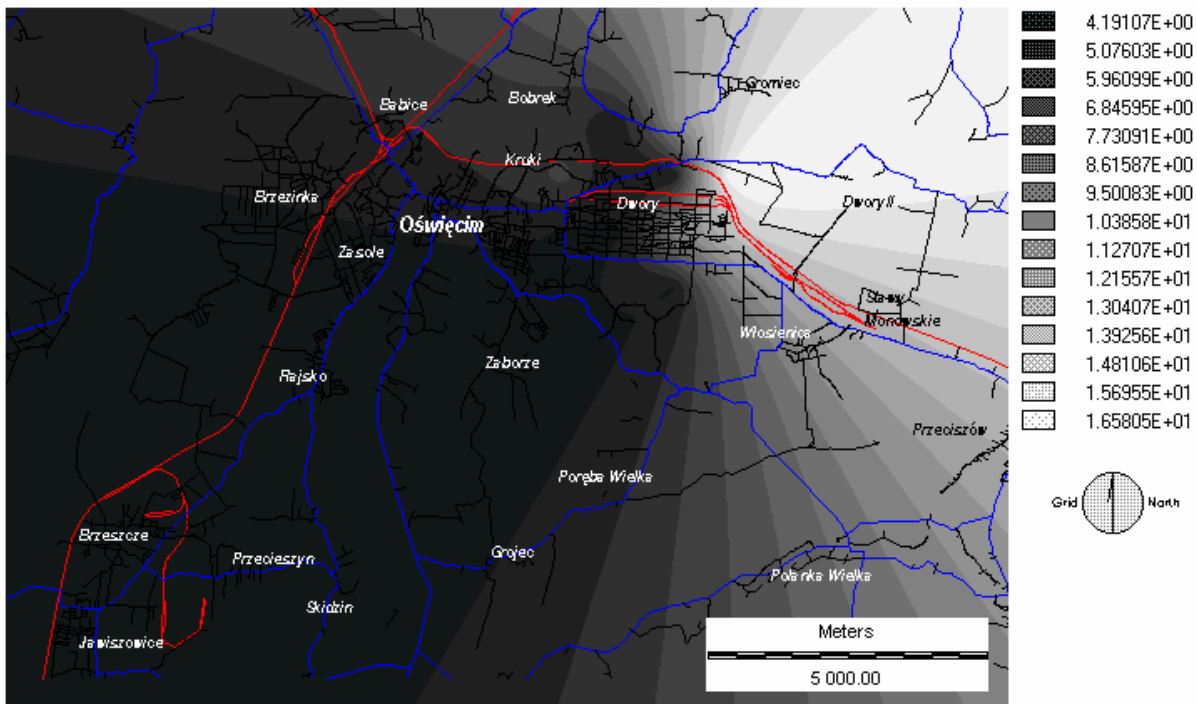 4.19107E+00
5.07603E+00
5.96099E+00
6.84595E+00
7.73091E+00
8.61587E+00
9.50083E+00
1.03858E+01
1.12707E+01
1.21557E+01
1.30407E+01
1.39256E+01
1.48106E+01
1.56955E+01
1.65805E+01
Gromiec
Bobrek
Babice
Kruki
Brzezinka
Dwory
Dwory II
Oświęcim
Zasole
Stawy
Monowskie
Włosienica
Zaborze
Rajsko
Przeciszów
Poręba Wielka
Grid
North
Brzeszcze
Przecieszyn
Grojec
Polanka Wielka
Skidzin
Jawiszowice
Meters
5 000.00